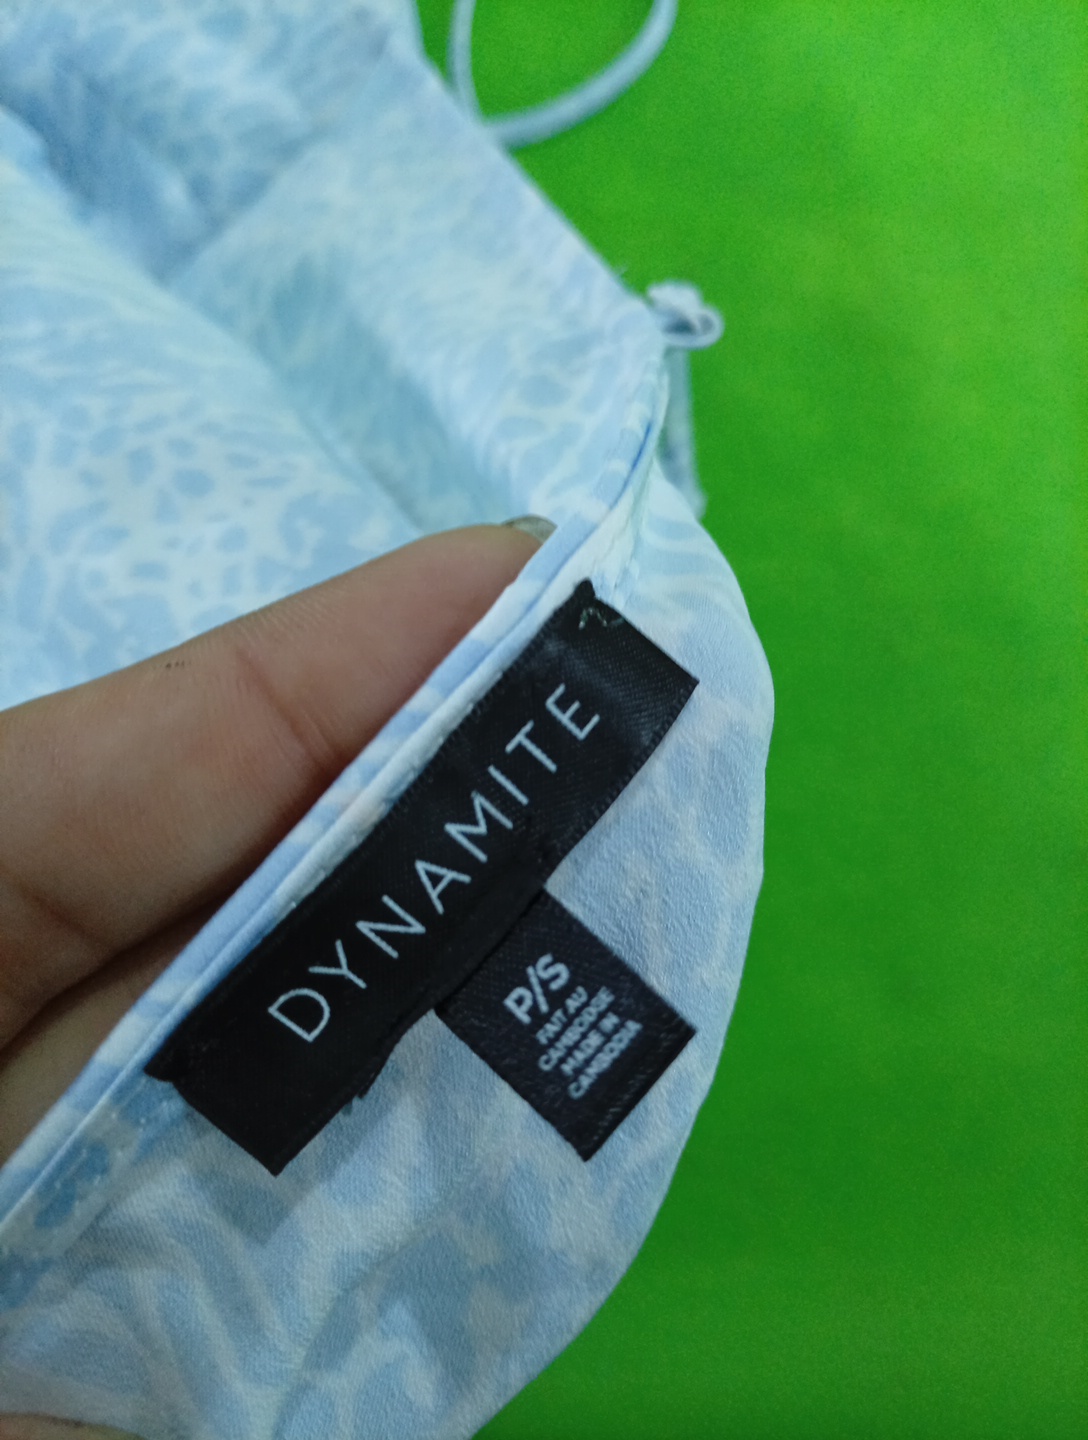 DYNAMITE
P/S
FAIT AU
CAMBODGE
MADE IN
CAMBODIA